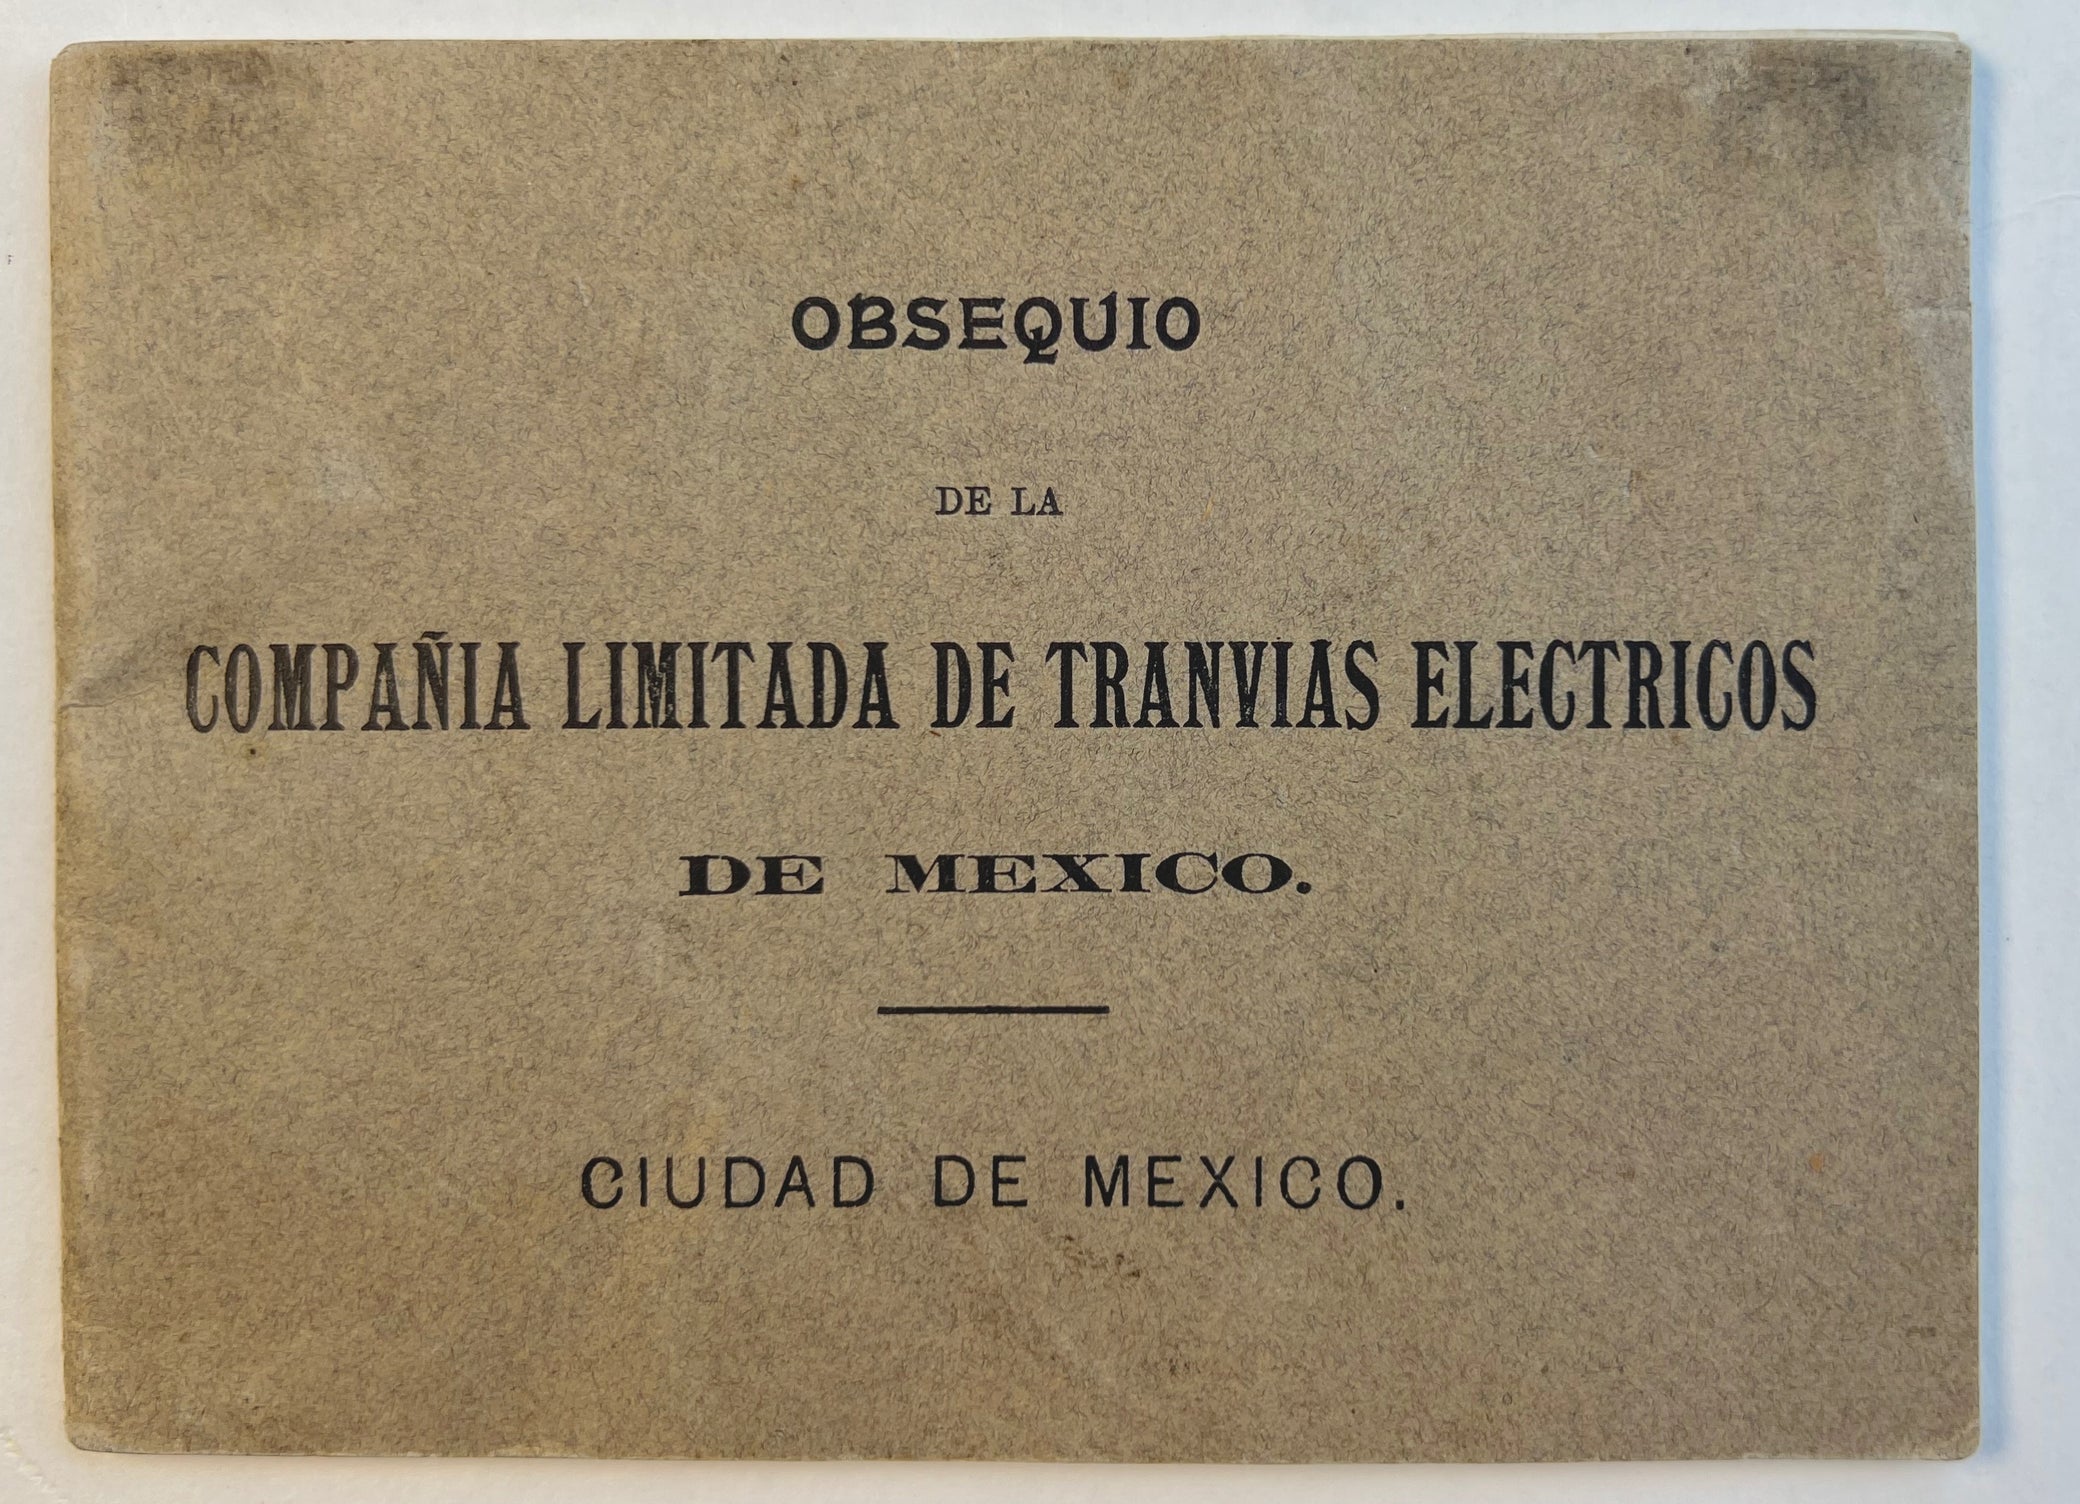 OBSEQUIO
DE LA
COMPAÑIA LIMITADA DE TRANVIAS ELECTRICOS
DE MEXICO.
CIUDAD DE MEXICO.